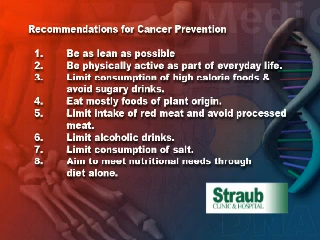 Recommendations for Cancer Prevention
1. Be as lean as possible
2. Be physically active as part of everyday life.
3. Limit consumption of high calorie foods &
avoid sugary drinks.
4. Eat mostly foods of plant origin.
5. Limit intake of red meat and avoid processed
meat.
6. Limit alcoholic drinks.
7. Limit consumption of salt.
8. Aim to meet nutritional needs through
diet alone.
Straub
CLINIC & HOSPITAL